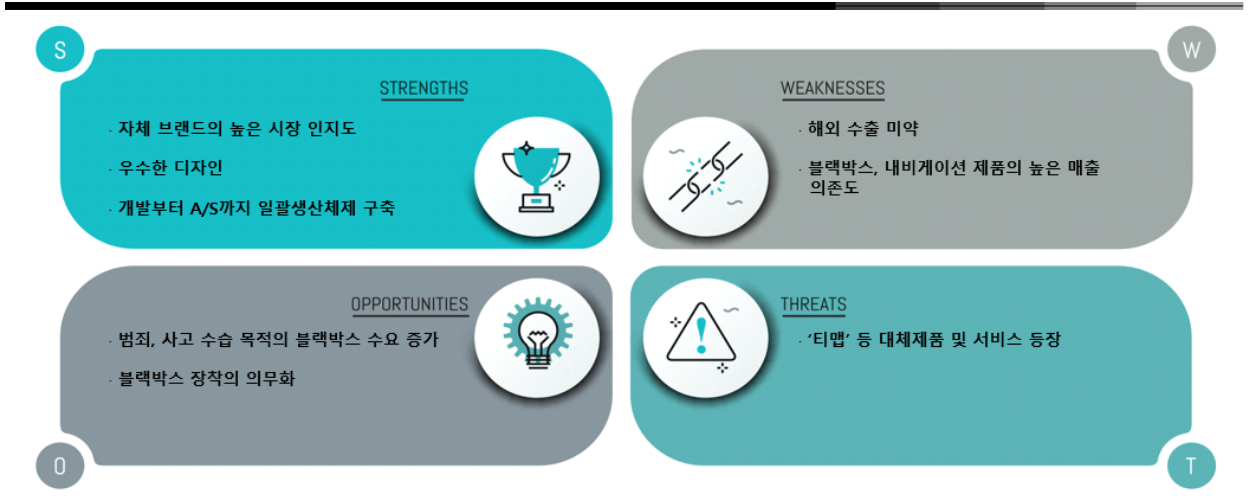 S
STRENGTHS
· 자체 브랜드의 높은 시장 인지도
· 우수한 디자인
· 개발부터 A/S까지 일괄생산체제 구축
W
WEAKNESSES
· 해외 수출 미약
· 블랙박스, 내비게이션 제품의 높은 매출
의존도
O
OPPORTUNITIES
· 범죄, 사고 수습 목적의 블랙박스 수요 증가
· 블랙박스 장착의 의무화
T
THREATS
· ‘티맵’ 등 대체제품 및 서비스 등장